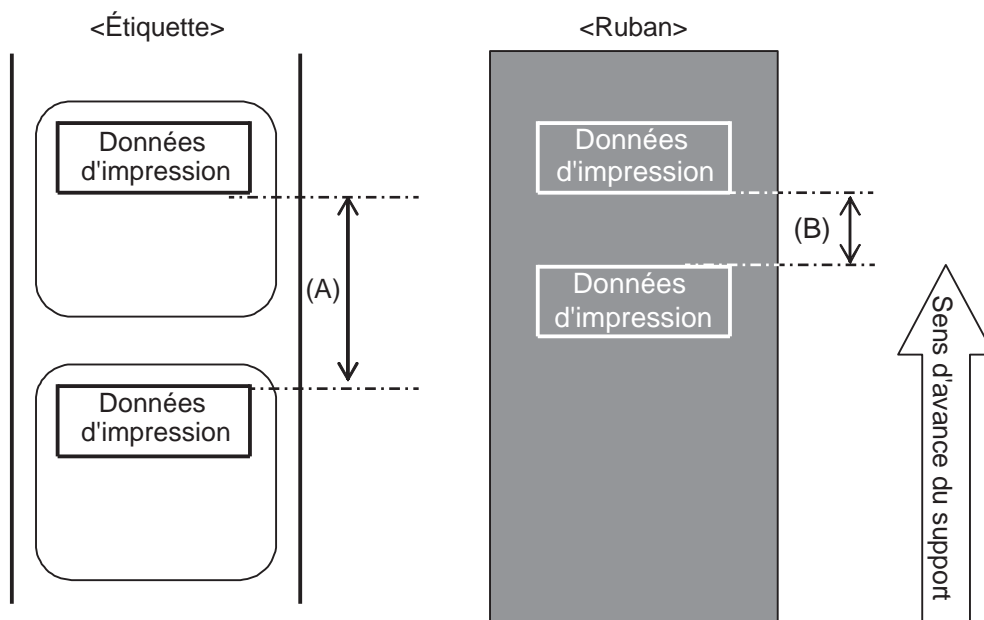 <Étiquette>
Données
d'impression
(A)
Données
d'impression
<Ruban>
Données
d'impression
(B)
Données
d'impression
Sens d'avance du support